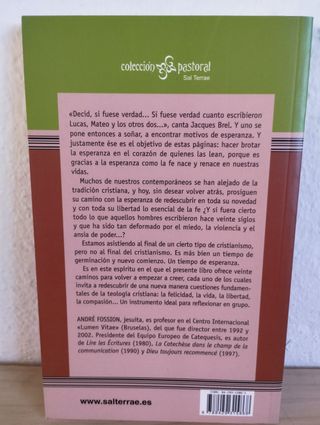 colección pastoral
Sal Terrae
«Decid, si fuese verdad... Si fuese verdad cuanto escribieron
Lucas, Mateo y los otros dos...», canta Jacques Brel. Y uno se
pone entonces a soñar, a encontrar motivos de esperanza. Y
justamente ése es el objetivo de estas páginas: hacer brotar
la esperanza en el corazón de quienes las lean, porque es
gracias a la esperanza como la fe nace y renace en nuestras
vidas.
Muchos de nuestros contemporáneos se han alejado de la
tradición cristiana, y hoy, sin desear volver atrás, prosiguen
su camino con la esperanza de redescubrir en toda su novedad
y con toda su libertad lo esencial de la fe ¿Y si fuera cierto
todo lo que aquellos hombres escribieron hace veinte siglos
y que ha sido tan deformado por el miedo, la violencia y el
ansia de poder...?
Estamos asistiendo al final de un cierto tipo de cristianismo,
pero no al final del cristianismo. Es más bien un tiempo de
germinación y nuevo comienzo. Un tiempo de esperanza.
Es en este espíritu en el que el presente libro ofrece veinte
caminos para volver a empezar a creer, cada uno de los cuales
invita a redescubrir de una nueva manera cuestiones fundamen-
tales de la teología cristiana: la felicidad, la vida, la libertad,
la compasión... Un instrumento ideal para reflexionar en grupo.
ANDRÉ FOSSION, jesuita, es profesor en el Centro Internacional
«Lumen Vitae» (Bruselas), del que fue director entre 1992 y
2002. Presidente del Equipo Europeo de Catequesis, es autor
de Lire les Écritures (1980), La Catéchèse dans le champ de la
communication (1990) y Dieu toujours recommencé (1997).
www.salterrae.es